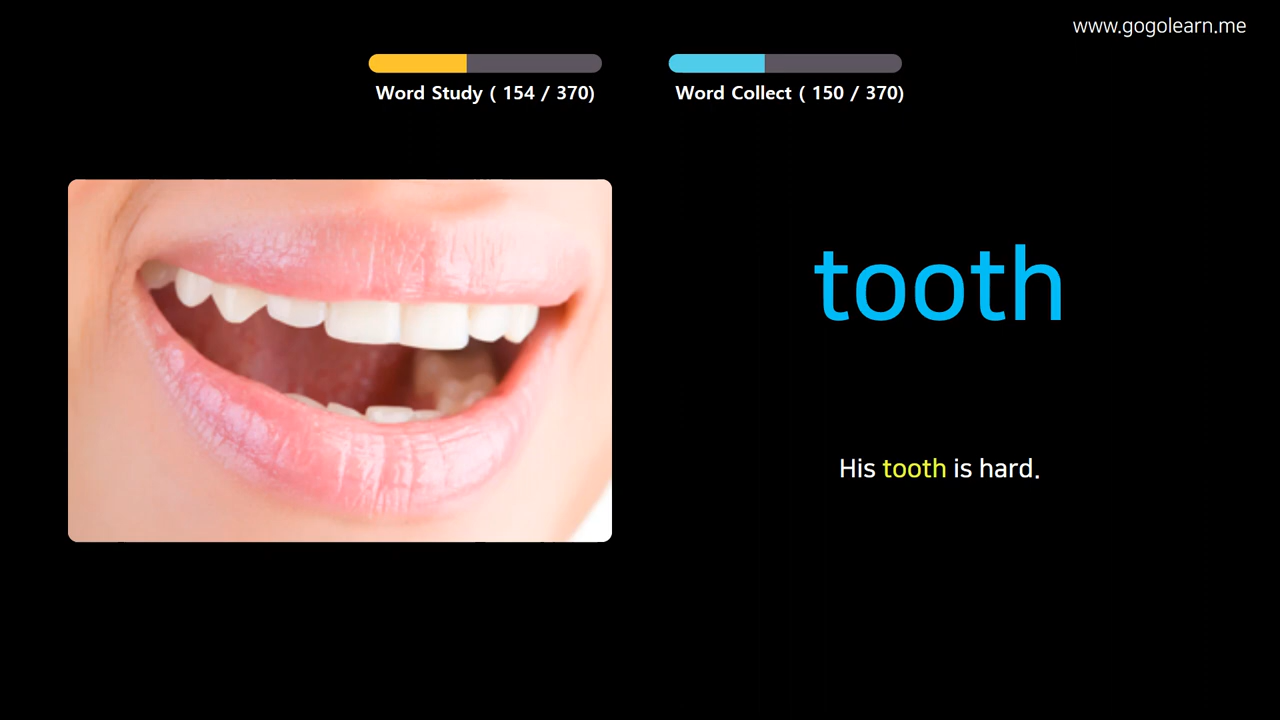 www.gogolearn.me
Word Study ( 154 / 370)
Word Collect ( 150 / 370)
tooth
His tooth is hard.